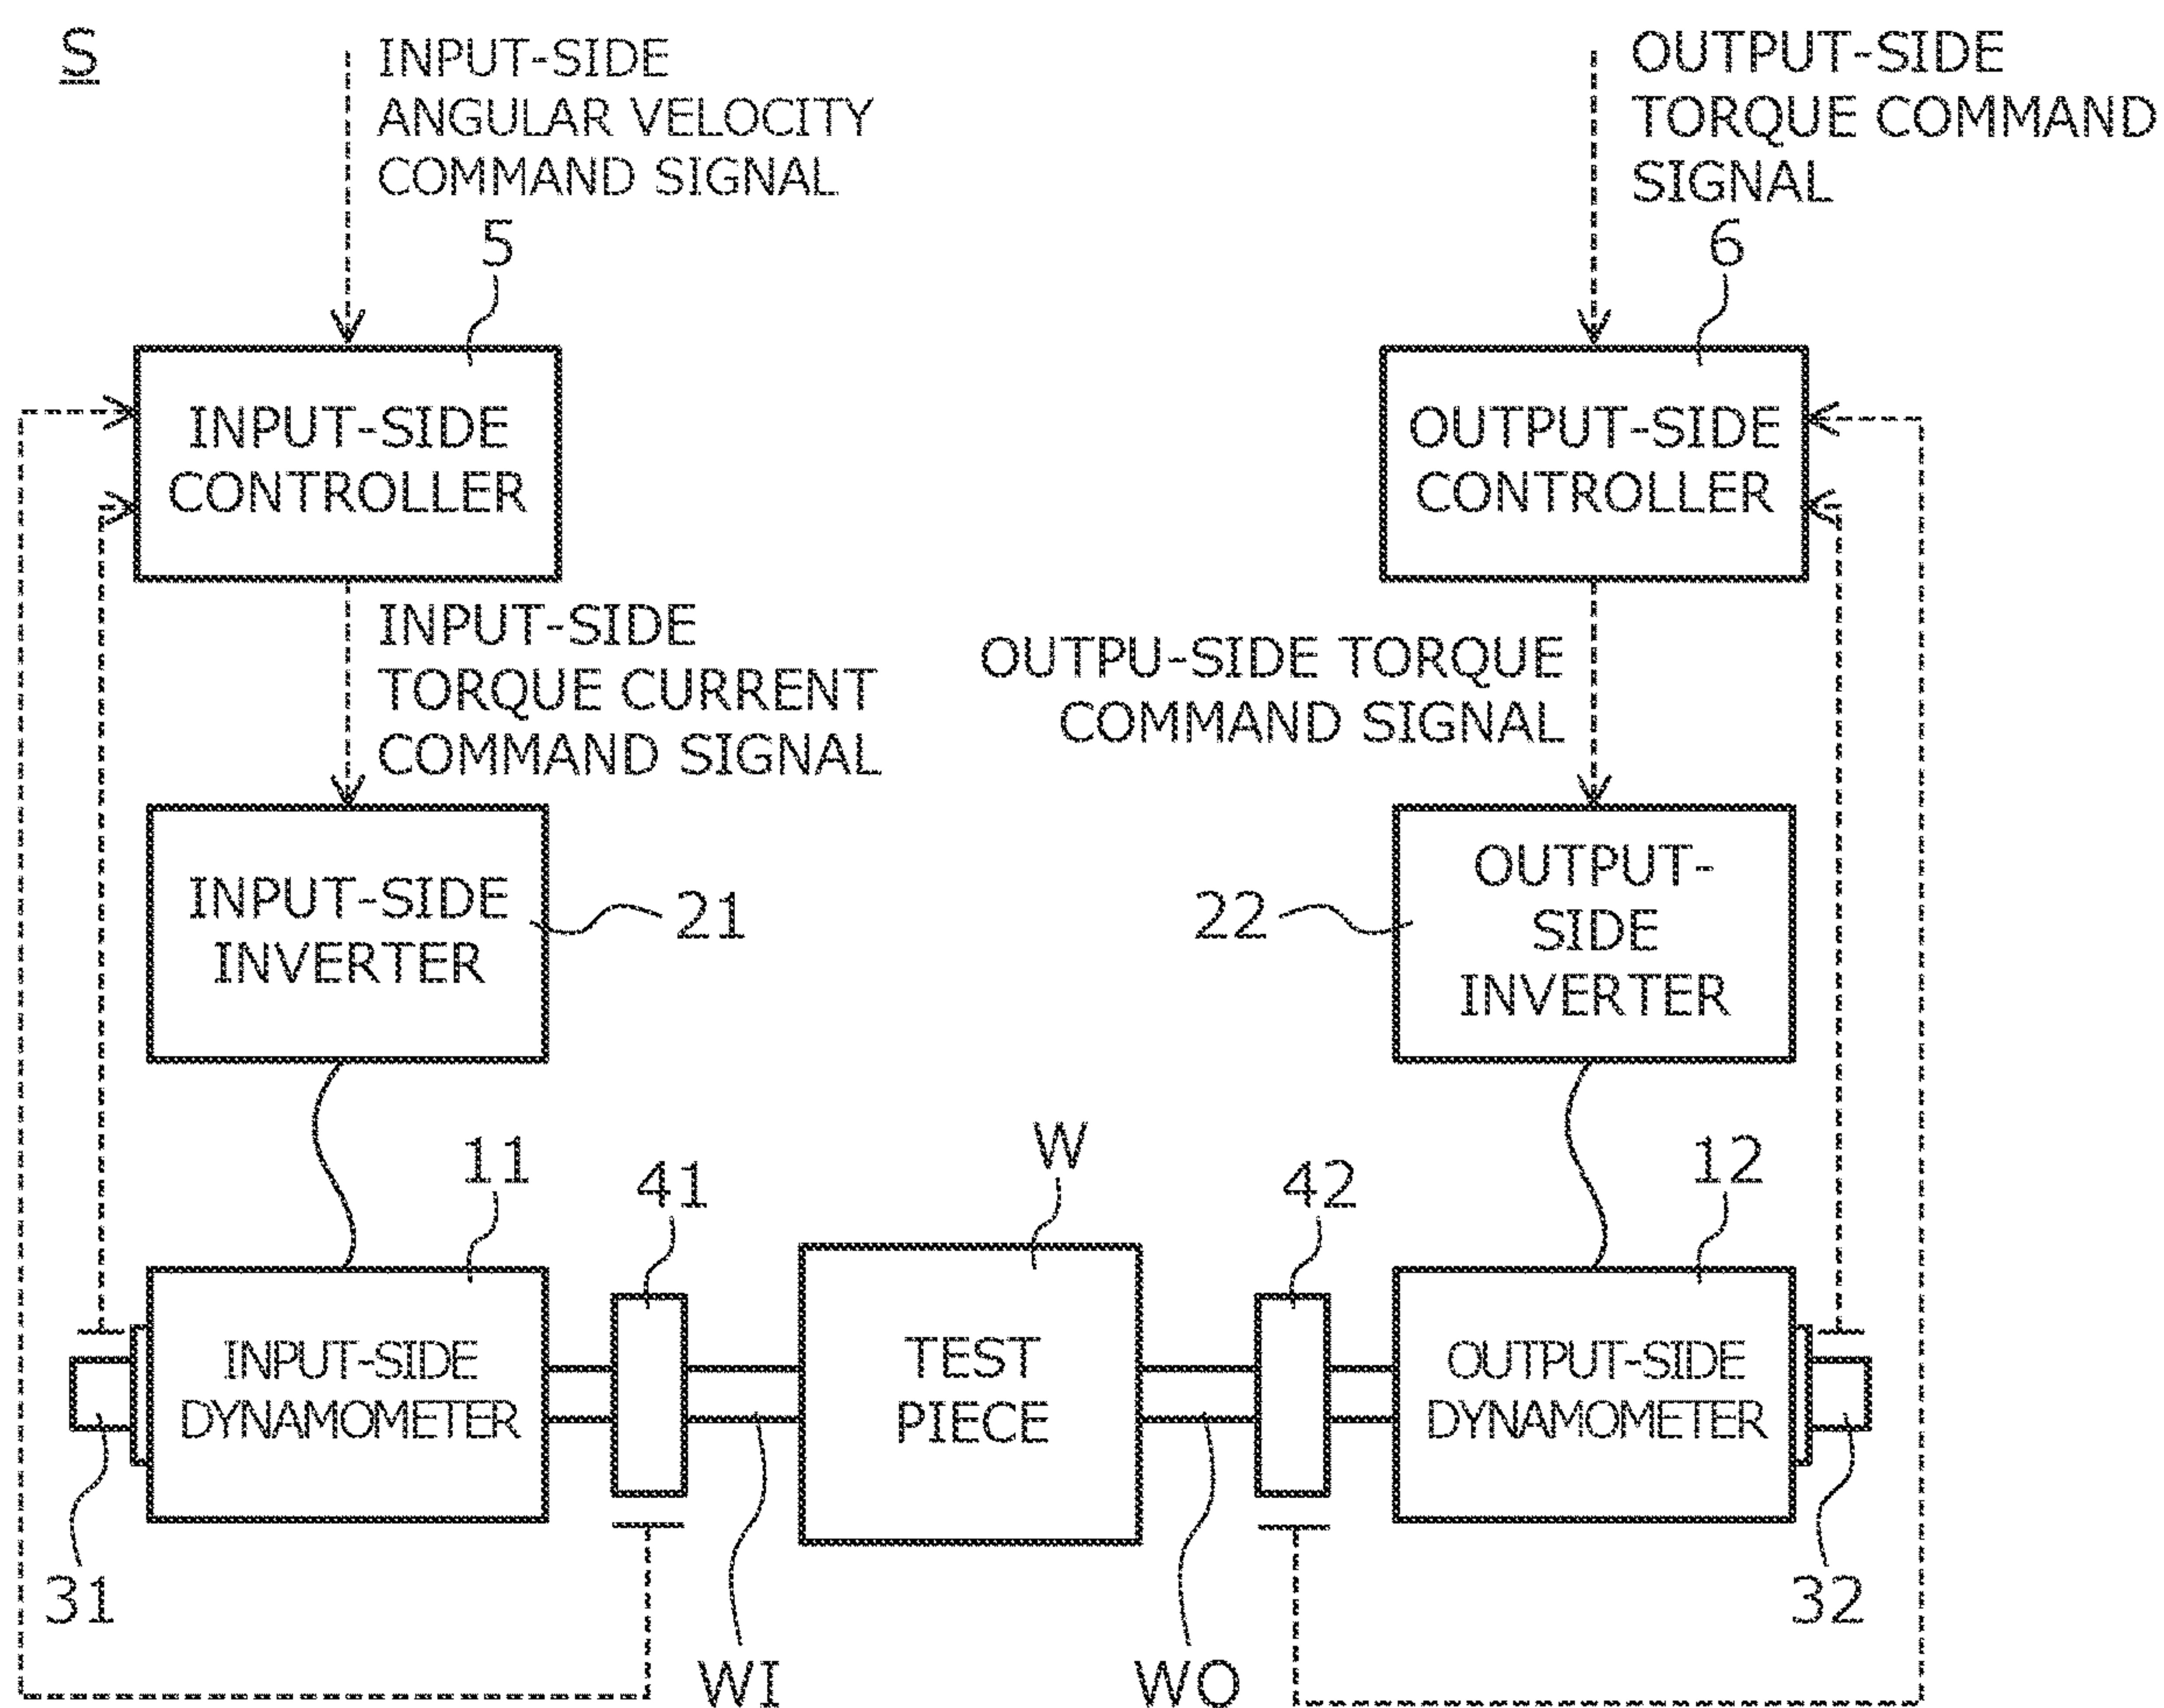 S
INPUT-SIDE
ANGULAR VELOCITY
COMMAND SIGNAL
OUTPUT-SIDE
TORQUE COMMAND
SIGNAL
5
6
INPUT-SIDE
CONTROLLER
OUTPUT-SIDE
CONTROLLER
INPUT-SIDE
TORQUE CURRENT
COMMAND SIGNAL
OUTPU-SIDE TORQUE
COMMAND SIGNAL
INPUT-SIDE
INVERTER
21
22
OUTPUT-
SIDE
INVERTER
11
41
W
42
12
INPUT-SIDE
DYNAMOMETER
TEST
PIECE
OUTPUT-SIDE
DYNAMOMETER
31
WI
WO
32